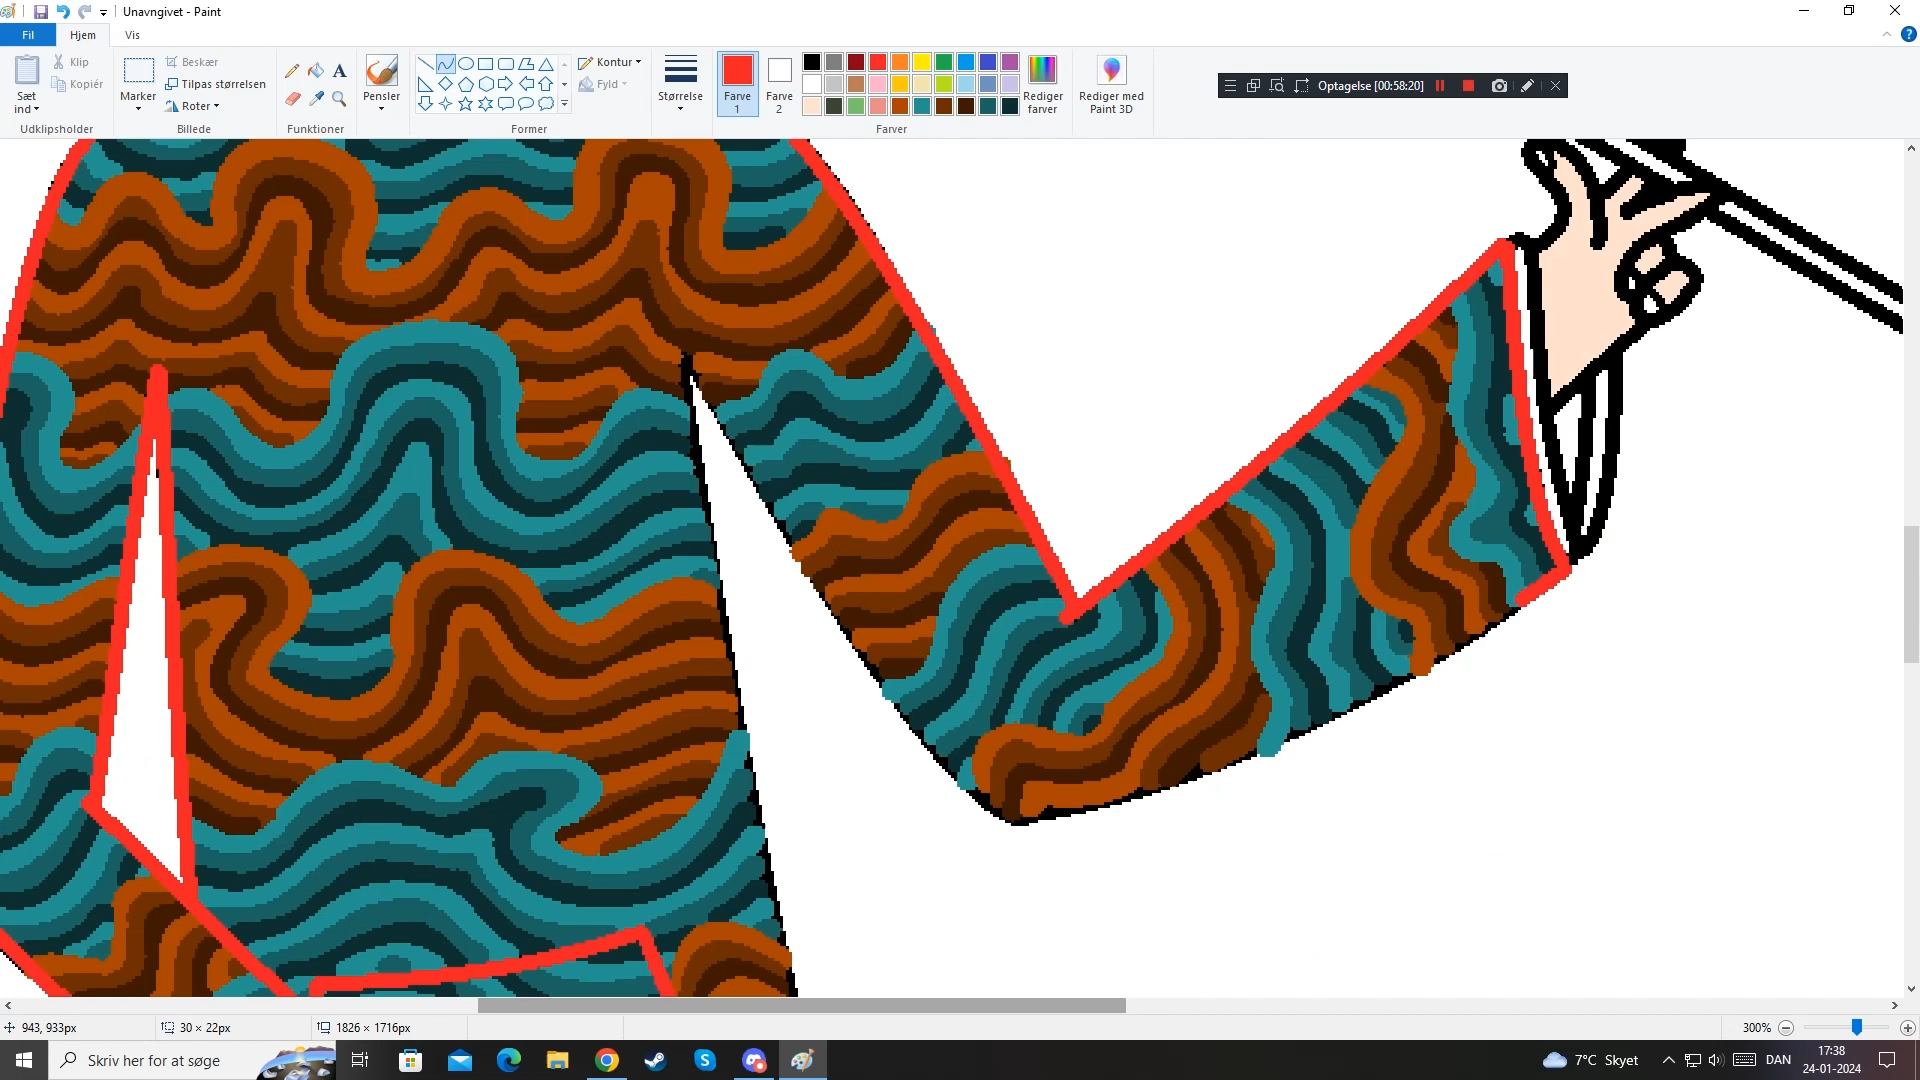 Unavngivet - Paint
Fil Hjem Vis
Sæt ind
Klip
Kopiér
Udklipsholder
Marker
Beskær
Tilpas størrelsen
Roter
Billede
A
Funktioner
Pensler
Kontur
Fyld
Former
Størrelse
Farve 1
Farve 2
Rediger farver
Farver
Rediger med Paint 3D
Optagelse [00:58:20]
943, 933px
30 × 22px
1826 × 1716px
300%
Skriv her for at søge
7°C Skyet
DAN
17:38
24-01-2024